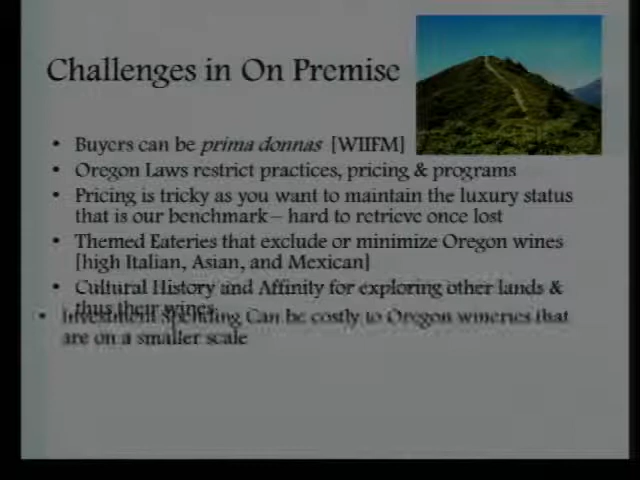 Challenges in On Premise
• Buyers can be prima donnas [WIIFM]
• Oregon Laws restrict practices, pricing & programs
• Pricing is tricky as you want to maintain the luxury status
that is our benchmark – hard to retrieve once lost
• Themed Eateries that exclude or minimize Oregon wines
[high Italian, Asian, and Mexican]
• Cultural History and Affinity for exploring other lands &
thus their wines
• Investment Spending Can be costly to Oregon wineries that
are on a smaller scale